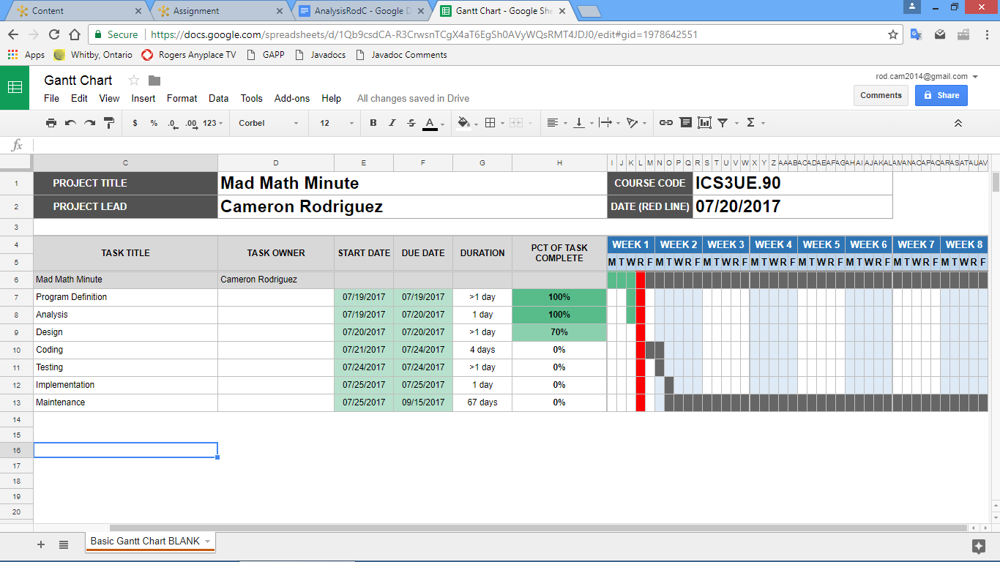 Content Assignment AnalysisRodC - Google D Gantt Chart - Google She
Secure https://docs.google.com/spreadsheets/d/1Qb9csdCA-R3CrwsnTCgX4aT6EgSh0AVyWQsRMT4JDJ0/edit#gid=1978642551
Apps Whitby, Ontario Rogers Anyplace TV GAPP Javadocs Javadoc Comments
Gantt Chart rod.cam2014@gmail.com
File Edit View Insert Format Data Tools Add-ons Help All changes saved in Drive Comments Share
$ % .0 .00 123 Corbel 12 B I S A Σ
fx
C D E F G H I J K L M N O P Q R S T U V W X Y Z AA AB AC AD AE AF AG AH AI AJ AK AL AM AN AO AP AQ AR AS AT AU AV
1 PROJECT TITLE Mad Math Minute COURSE CODE ICS3UE.90
2 PROJECT LEAD Cameron Rodriguez DATE (RED LINE) 07/20/2017
3
4 WEEK 1 WEEK 2 WEEK 3 WEEK 4 WEEK 5 WEEK 6 WEEK 7 WEEK 8
TASK TITLE TASK OWNER START DATE DUE DATE DURATION PCT OF TASK COMPLETE
5 M T W R F M T W R F M T W R F M T W R F M T W R F M T W R F M T W R F M T W R F
6 Mad Math Minute Cameron Rodriguez
7 Program Definition 07/19/2017 07/19/2017 >1 day 100%
8 Analysis 07/19/2017 07/20/2017 1 day 100%
9 Design 07/20/2017 07/20/2017 >1 day 70%
10 Coding 07/21/2017 07/24/2017 4 days 0%
11 Testing 07/24/2017 07/24/2017 >1 day 0%
12 Implementation 07/25/2017 07/25/2017 1 day 0%
13 Maintenance 07/25/2017 09/15/2017 67 days 0%
14
15
16
17
18
19
20
Basic Gantt Chart BLANK